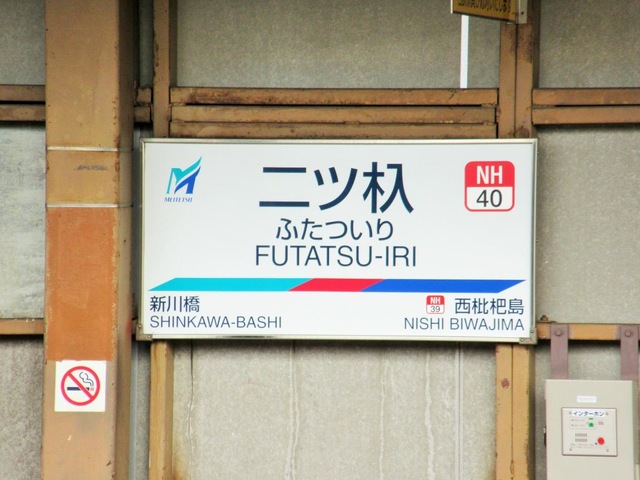 MEITETSU
二ツ杁
NH
40
ふたついり
FUTATSU-IRI
新川橋
SHINKAWA-BASHI
NH
39
西枇杷島
NISHI BIWAJIMA
インターホン